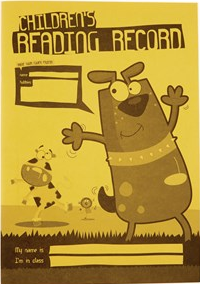 CHILDREN'S
READING RECORD
My name is
I'm in class